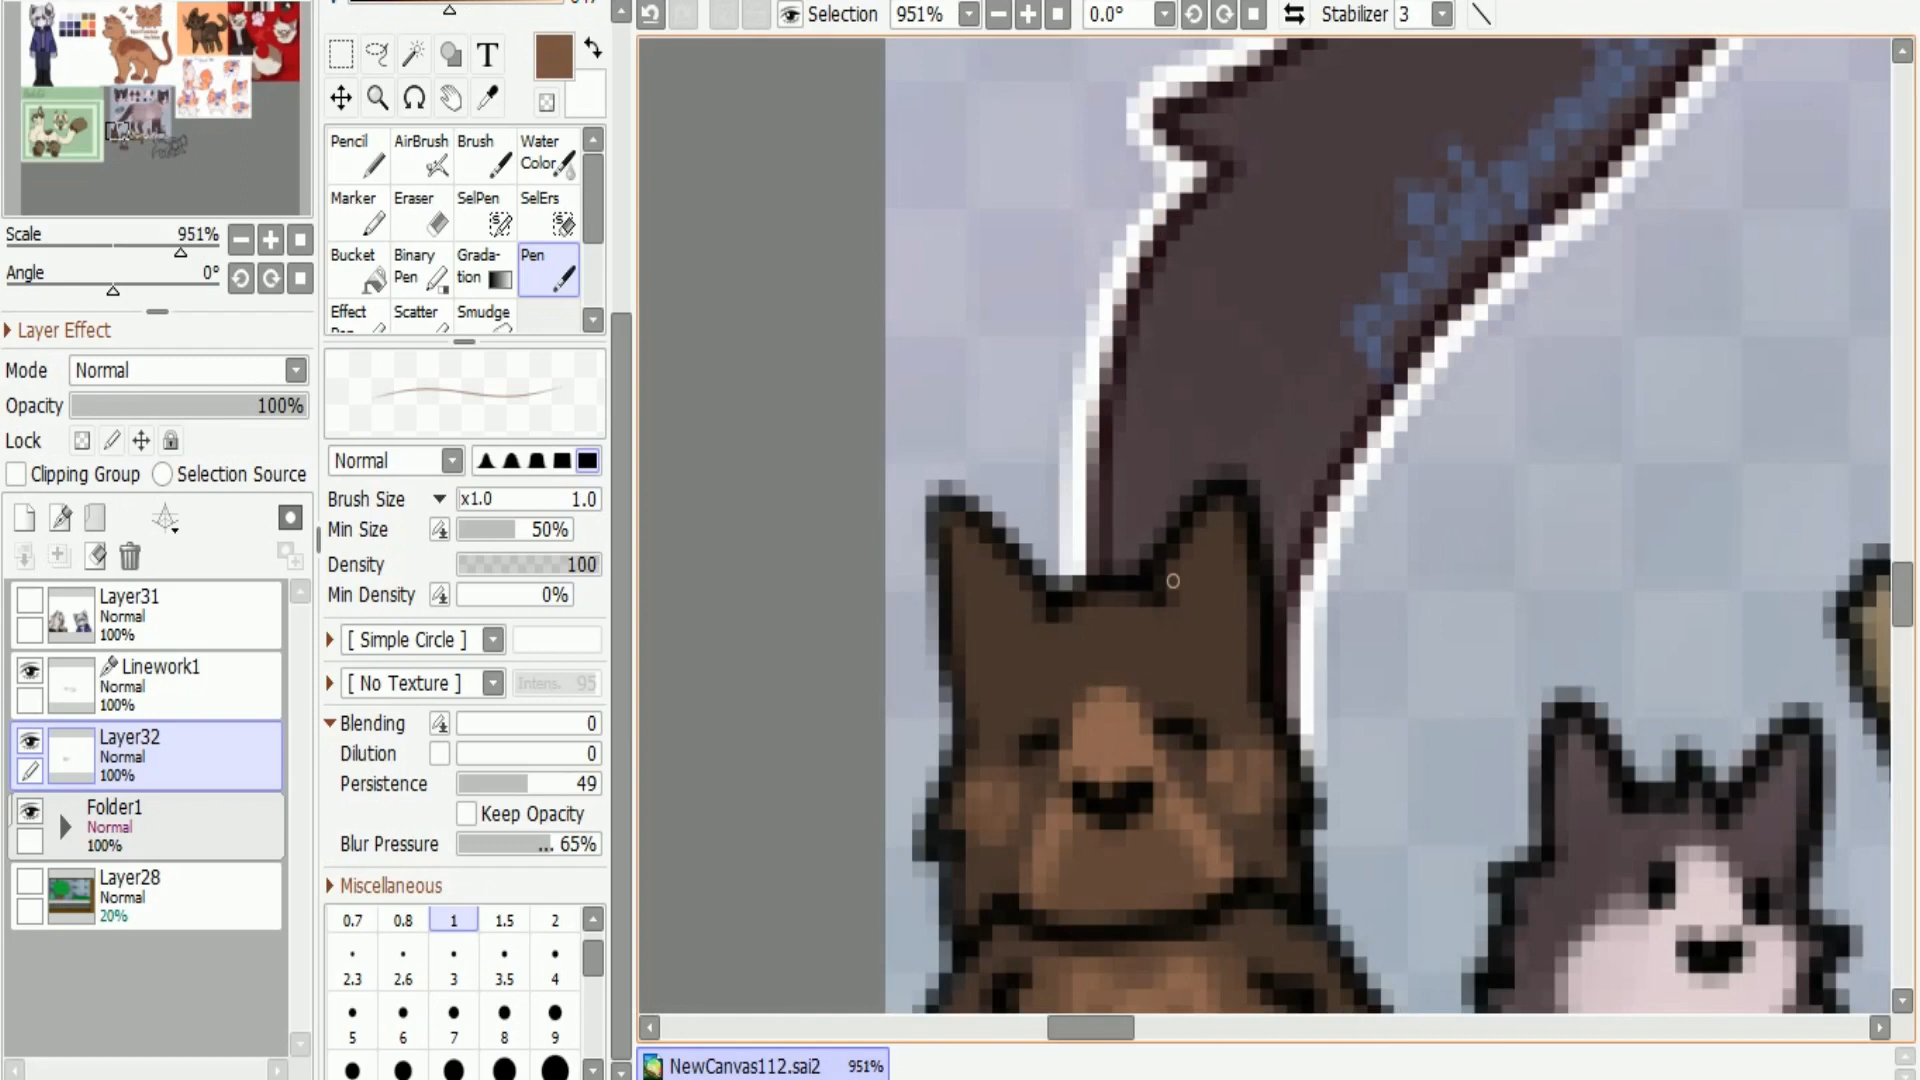 Selection 951% 0.0° Stabilizer 3
Scale 951%
Angle 0°
Layer Effect
Mode Normal
Opacity 100%
Lock
Clipping Group Selection Source
Layer31
Normal
100%
Linework1
Normal
100%
Layer32
Normal
100%
Folder1
Normal
100%
Layer28
Normal
20%
T
Pencil AirBrush Brush Water Color
Marker Eraser SelPen SelErs
Bucket Binary Pen Grada-tion Pen
Effect Scatter Smudge
Normal
Brush Size x1.0 1.0
Min Size 50%
Density 100
Min Density 0%
[ Simple Circle ]
[ No Texture ] Intens. 95
Blending 0
Dilution 0
Persistence 49
Keep Opacity
Blur Pressure ... 65%
Miscellaneous
0.7 0.8 1 1.5 2
2.3 2.6 3 3.5 4
5 6 7 8 9
NewCanvas112.sai2 951%